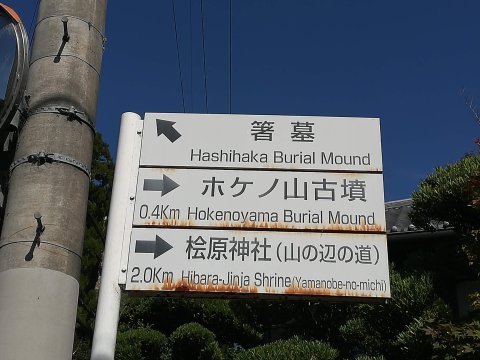 箸墓
Hashihaka Burial Mound
ホケノ山古墳
0.4Km Hokenoyama Burial Mound
桧原神社(山の辺の道)
2.0Km Hibara-Jinja Shrine(Yamanobe-no-michi)